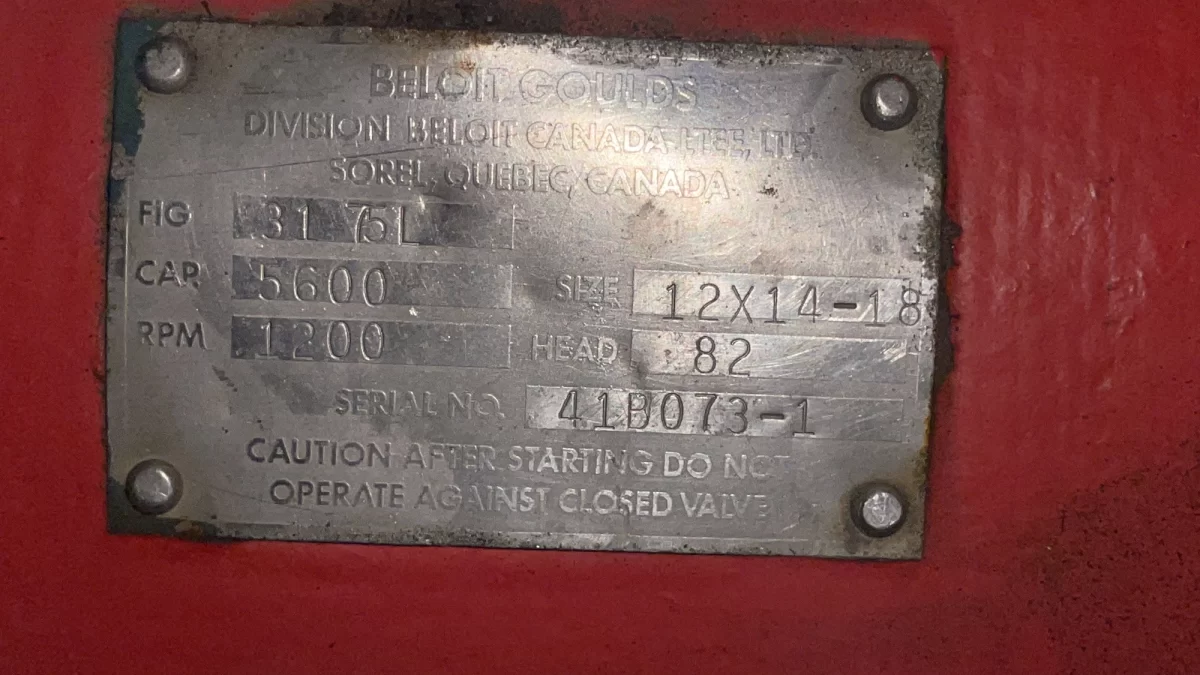 BELOIT GOULDS
DIVISION BELOIT CANADA LTEE, LTD.
SOREL, QUEBEC, CANADA
FIG 3175L
CAP. 5600 SIZE 12X14-18
RPM 1200 HEAD 82
SERIAL NO. 41B073-1
CAUTION AFTER STARTING DO NOT
OPERATE AGAINST CLOSED VALVE